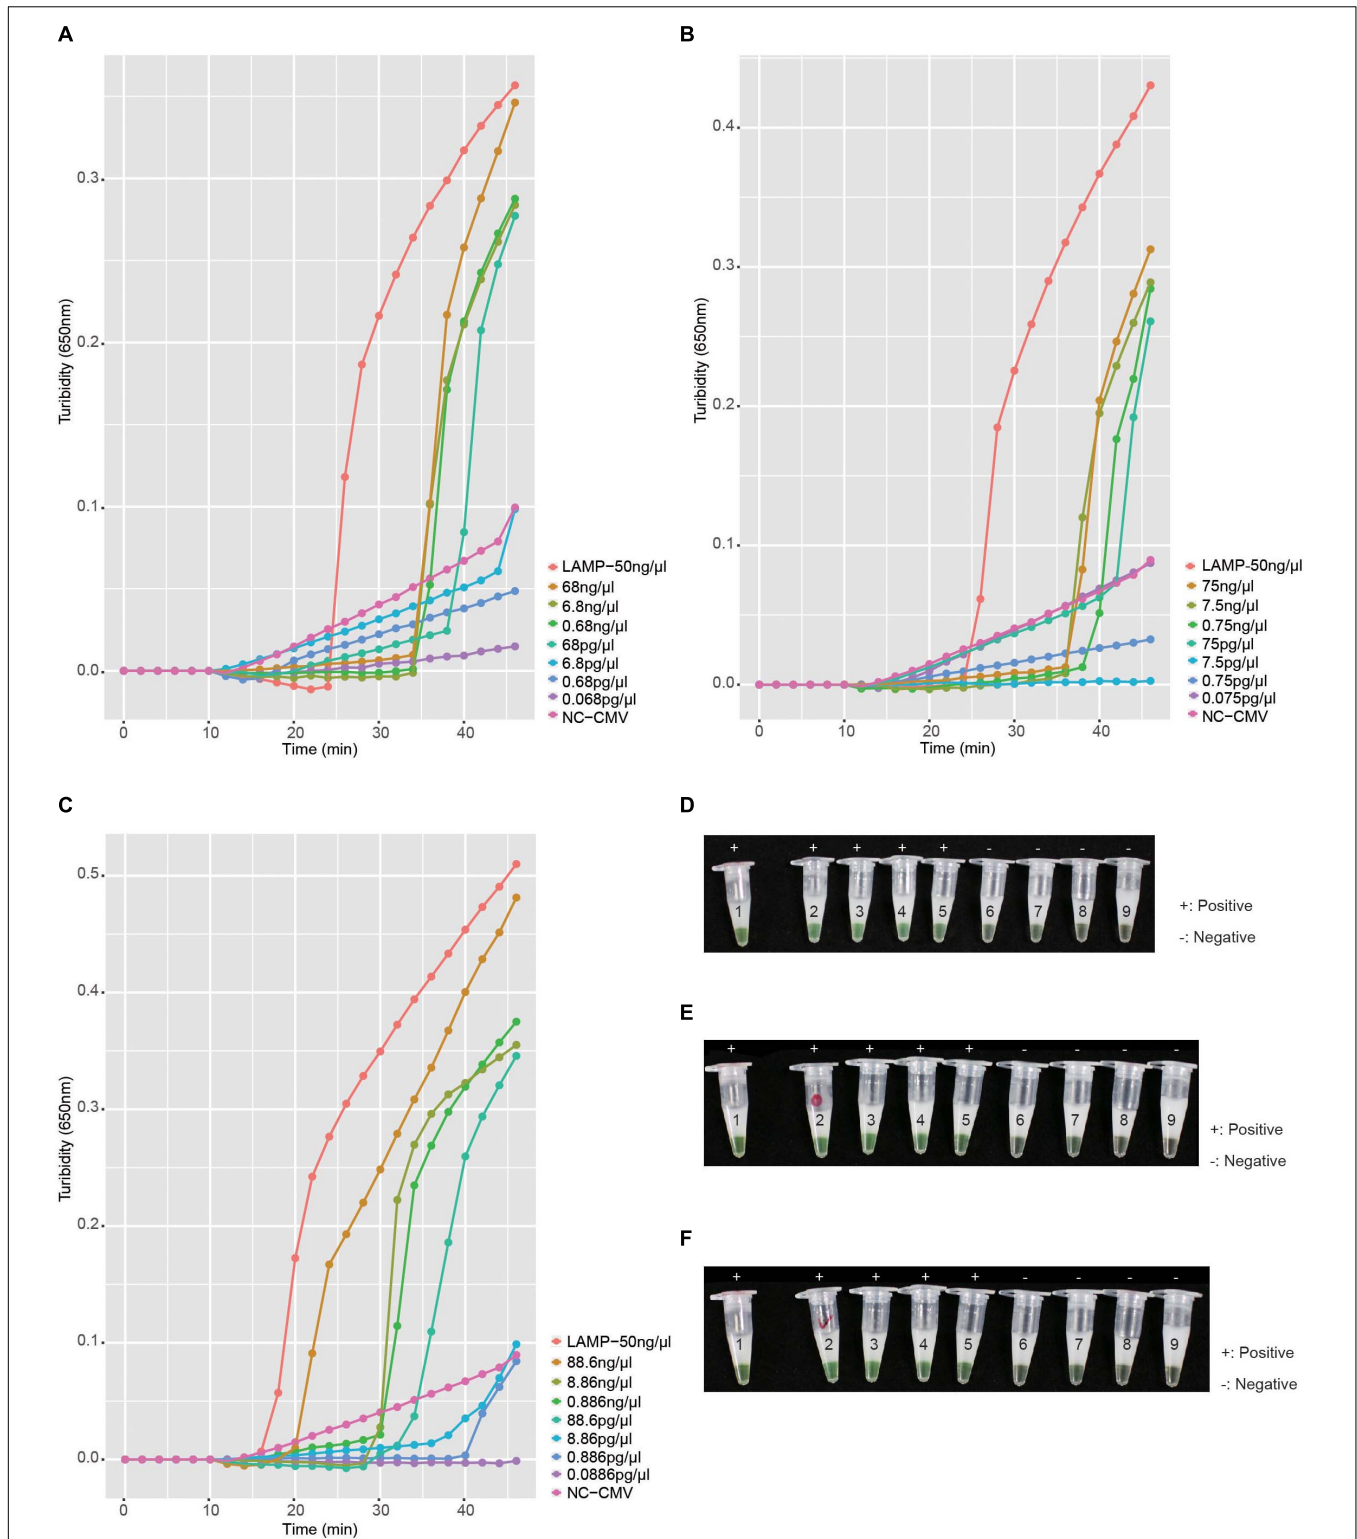 A
Turibidity (650nm)
0.3
0.2
0.1
0.0
0 10 20 30 40
Time (min)
LAMP−50ng/μl
68ng/μl
6.8ng/μl
0.68ng/μl
68pg/μl
6.8pg/μl
0.68pg/μl
0.068pg/μl
NC−CMV
B
Turibidity (650nm)
0.4
0.3
0.2
0.1
0.0
0 10 20 30 40
Time (min)
LAMP−50ng/μl
75ng/μl
7.5ng/μl
0.75ng/μl
75pg/μl
7.5pg/μl
0.75pg/μl
0.075pg/μl
NC−CMV
C
Turibidity (650nm)
0.5
0.4
0.3
0.2
0.1
0.0
0 10 20 30 40
Time (min)
LAMP−50ng/μl
88.6ng/μl
8.86ng/μl
0.886ng/μl
88.6pg/μl
8.86pg/μl
0.886pg/μl
0.0886pg/μl
NC−CMV
D
+ + + + + - - - -
1 2 3 4 5 6 7 8 9
+: Positive
-: Negative
E
+ + + + + - - - -
1 2 3 4 5 6 7 8 9
+: Positive
-: Negative
F
+ + + + + - - - -
1 2 3 4 5 6 7 8 9
+: Positive
-: Negative